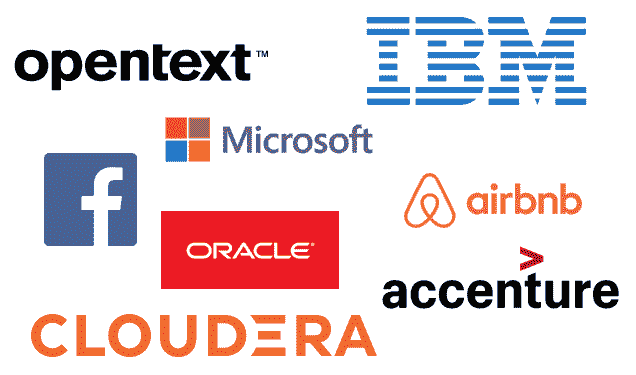 opentext™
IBM
Microsoft
f
airbnb
ORACLE®
accenture
>
CLOUDERA